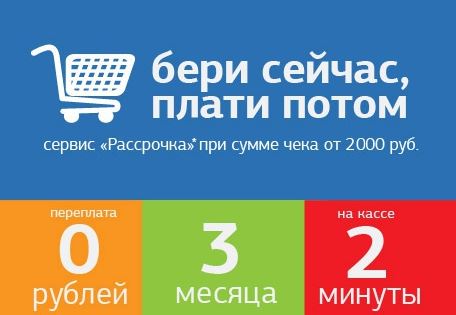 бери сейчас,
плати потом
сервис «Рассрочка»* при сумме чека от 2000 руб.
переплата
0
рублей
3
месяца
на кассе
2
минуты